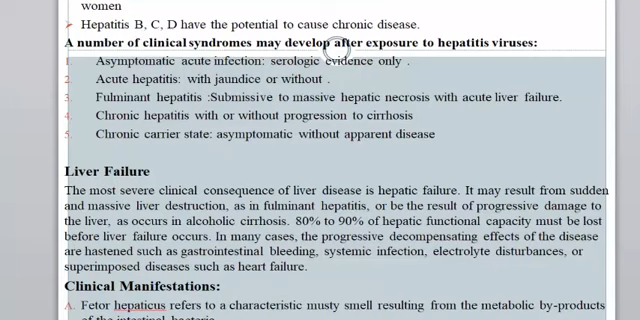 women
➢ Hepatitis B, C, D have the potential to cause chronic disease.
A number of clinical syndromes may develop after exposure to hepatitis viruses:
1. Asymptomatic acute infection: serologic evidence only .
2. Acute hepatitis: with jaundice or without .
3. Fulminant hepatitis :Submissive to massive hepatic necrosis with acute liver failure.
4. Chronic hepatitis with or without progression to cirrhosis
5. Chronic carrier state: asymptomatic without apparent disease
Liver Failure
The most severe clinical consequence of liver disease is hepatic failure. It may result from sudden
and massive liver destruction, as in fulminant hepatitis, or be the result of progressive damage to
the liver, as occurs in alcoholic cirrhosis. 80% to 90% of hepatic functional capacity must be lost
before liver failure occurs. In many cases, the progressive decompensating effects of the disease
are hastened such as gastrointestinal bleeding, systemic infection, electrolyte disturbances, or
superimposed diseases such as heart failure.
Clinical Manifestations:
A. Fetor hepaticus refers to a characteristic musty smell resulting from the metabolic by-products
of the intestinal bacteria